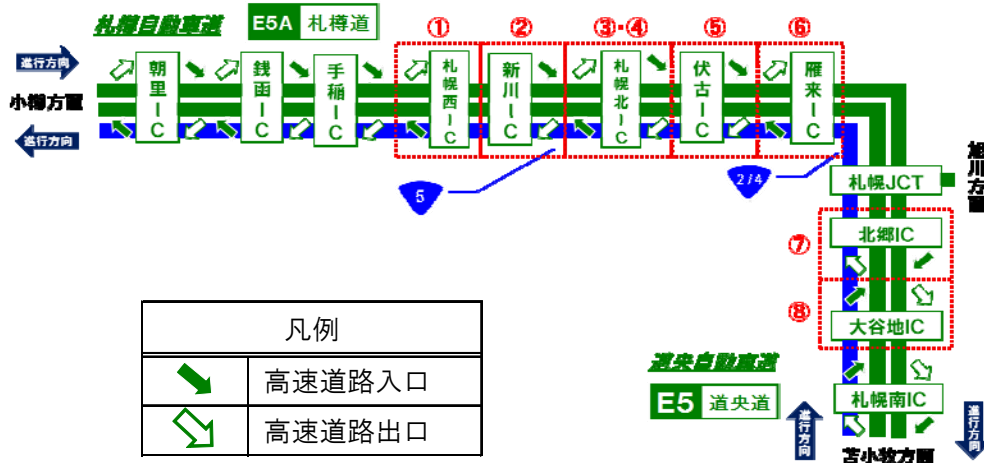 札樽自動車道
E5A 札樽道
① ② ③・④ ⑤ ⑥
進行方向
小樽方面
進行方向
朝里IC
銭函IC
手稲IC
札幌西IC
新川IC
札幌北IC
伏古IC
雁来IC
5
2/4
札幌JCT
旭川方面
⑦
北郷IC
⑧
大谷地IC
道央自動車道
E5 道央道
札幌南IC
進行方向
進行方向
苫小牧方面
凡例
高速道路入口
高速道路出口